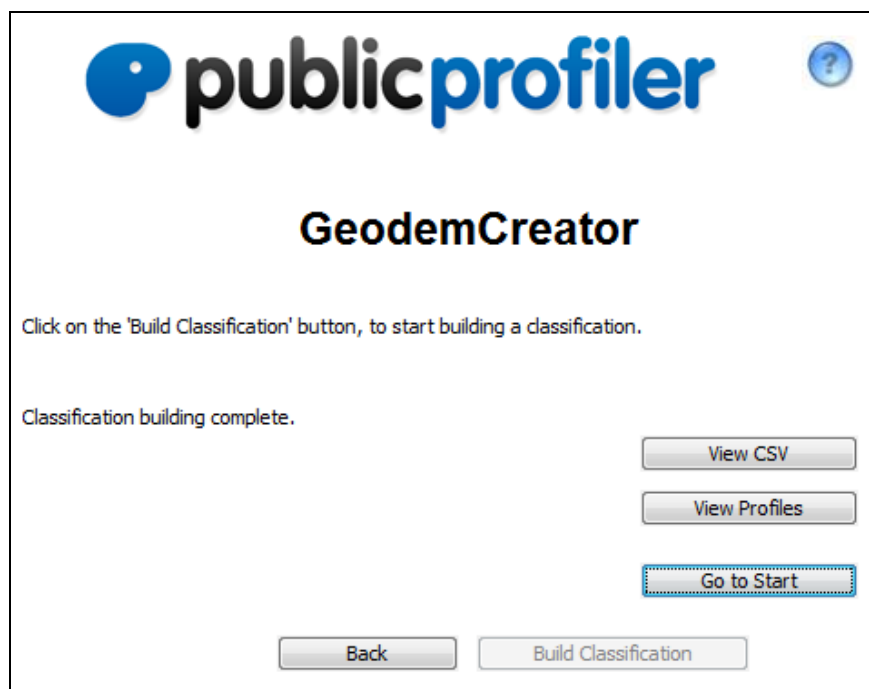 publicprofiler
?
GeodemCreator
Click on the 'Build Classification' button, to start building a classification.
Classification building complete.
View CSV
View Profiles
Go to Start
Back
Build Classification